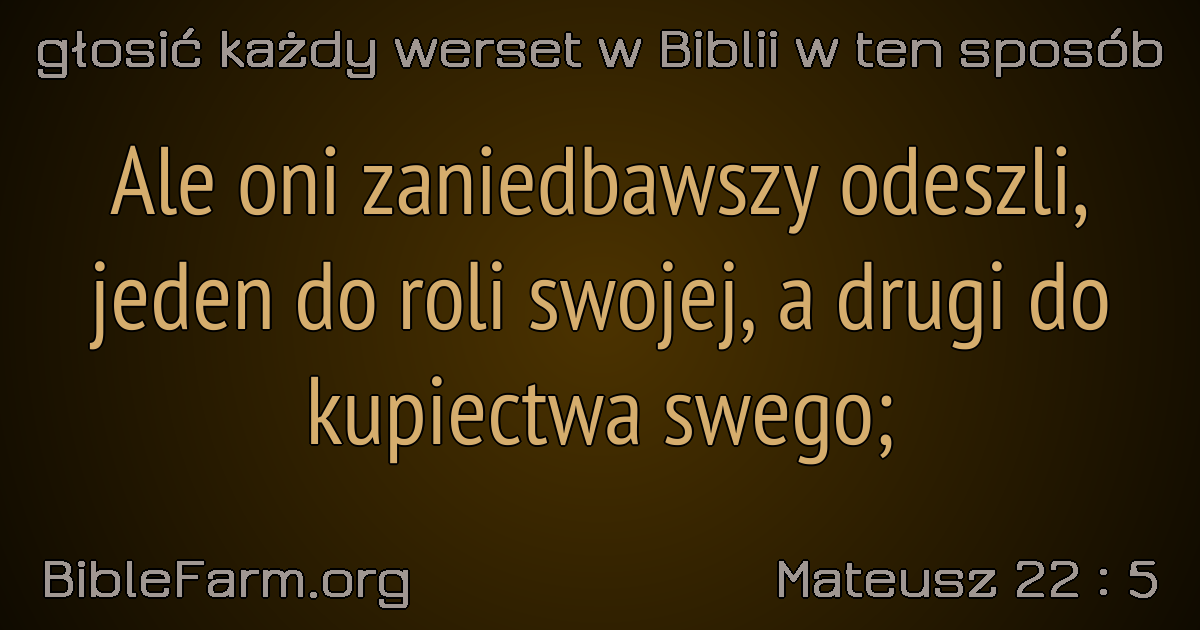 głosić każdy werset w Biblii w ten sposób
Ale oni zaniedbawszy odeszli,
jeden do roli swojej, a drugi do
kupiectwa swego;
BibleFarm.org
Mateusz 22 : 5